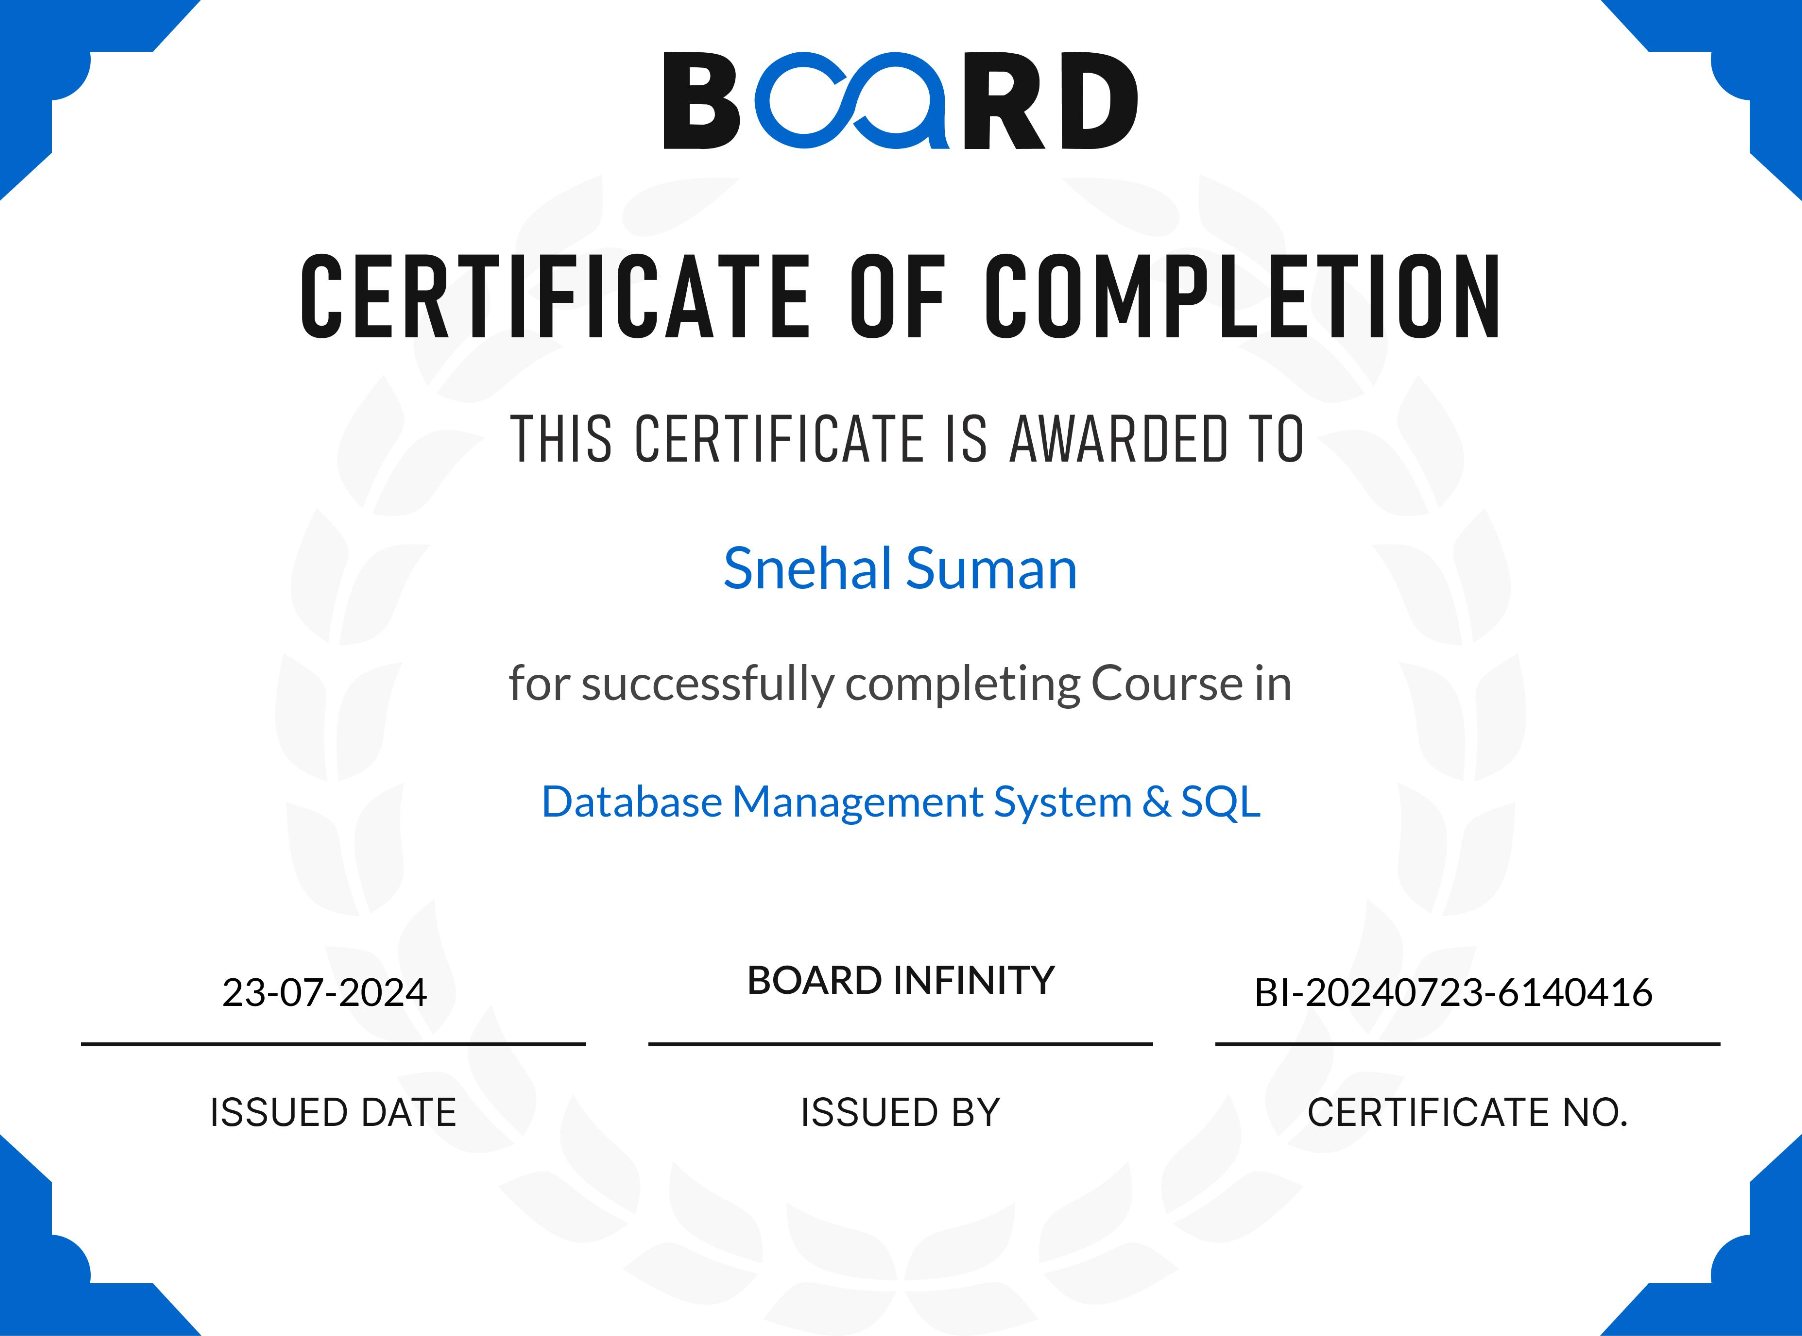 BOARD
CERTIFICATE OF COMPLETION
THIS CERTIFICATE IS AWARDED TO
Snehal Suman
for successfully completing Course in
Database Management System & SQL
23-07-2024
BOARD INFINITY
BI-20240723-6140416
ISSUED DATE
ISSUED BY
CERTIFICATE NO.